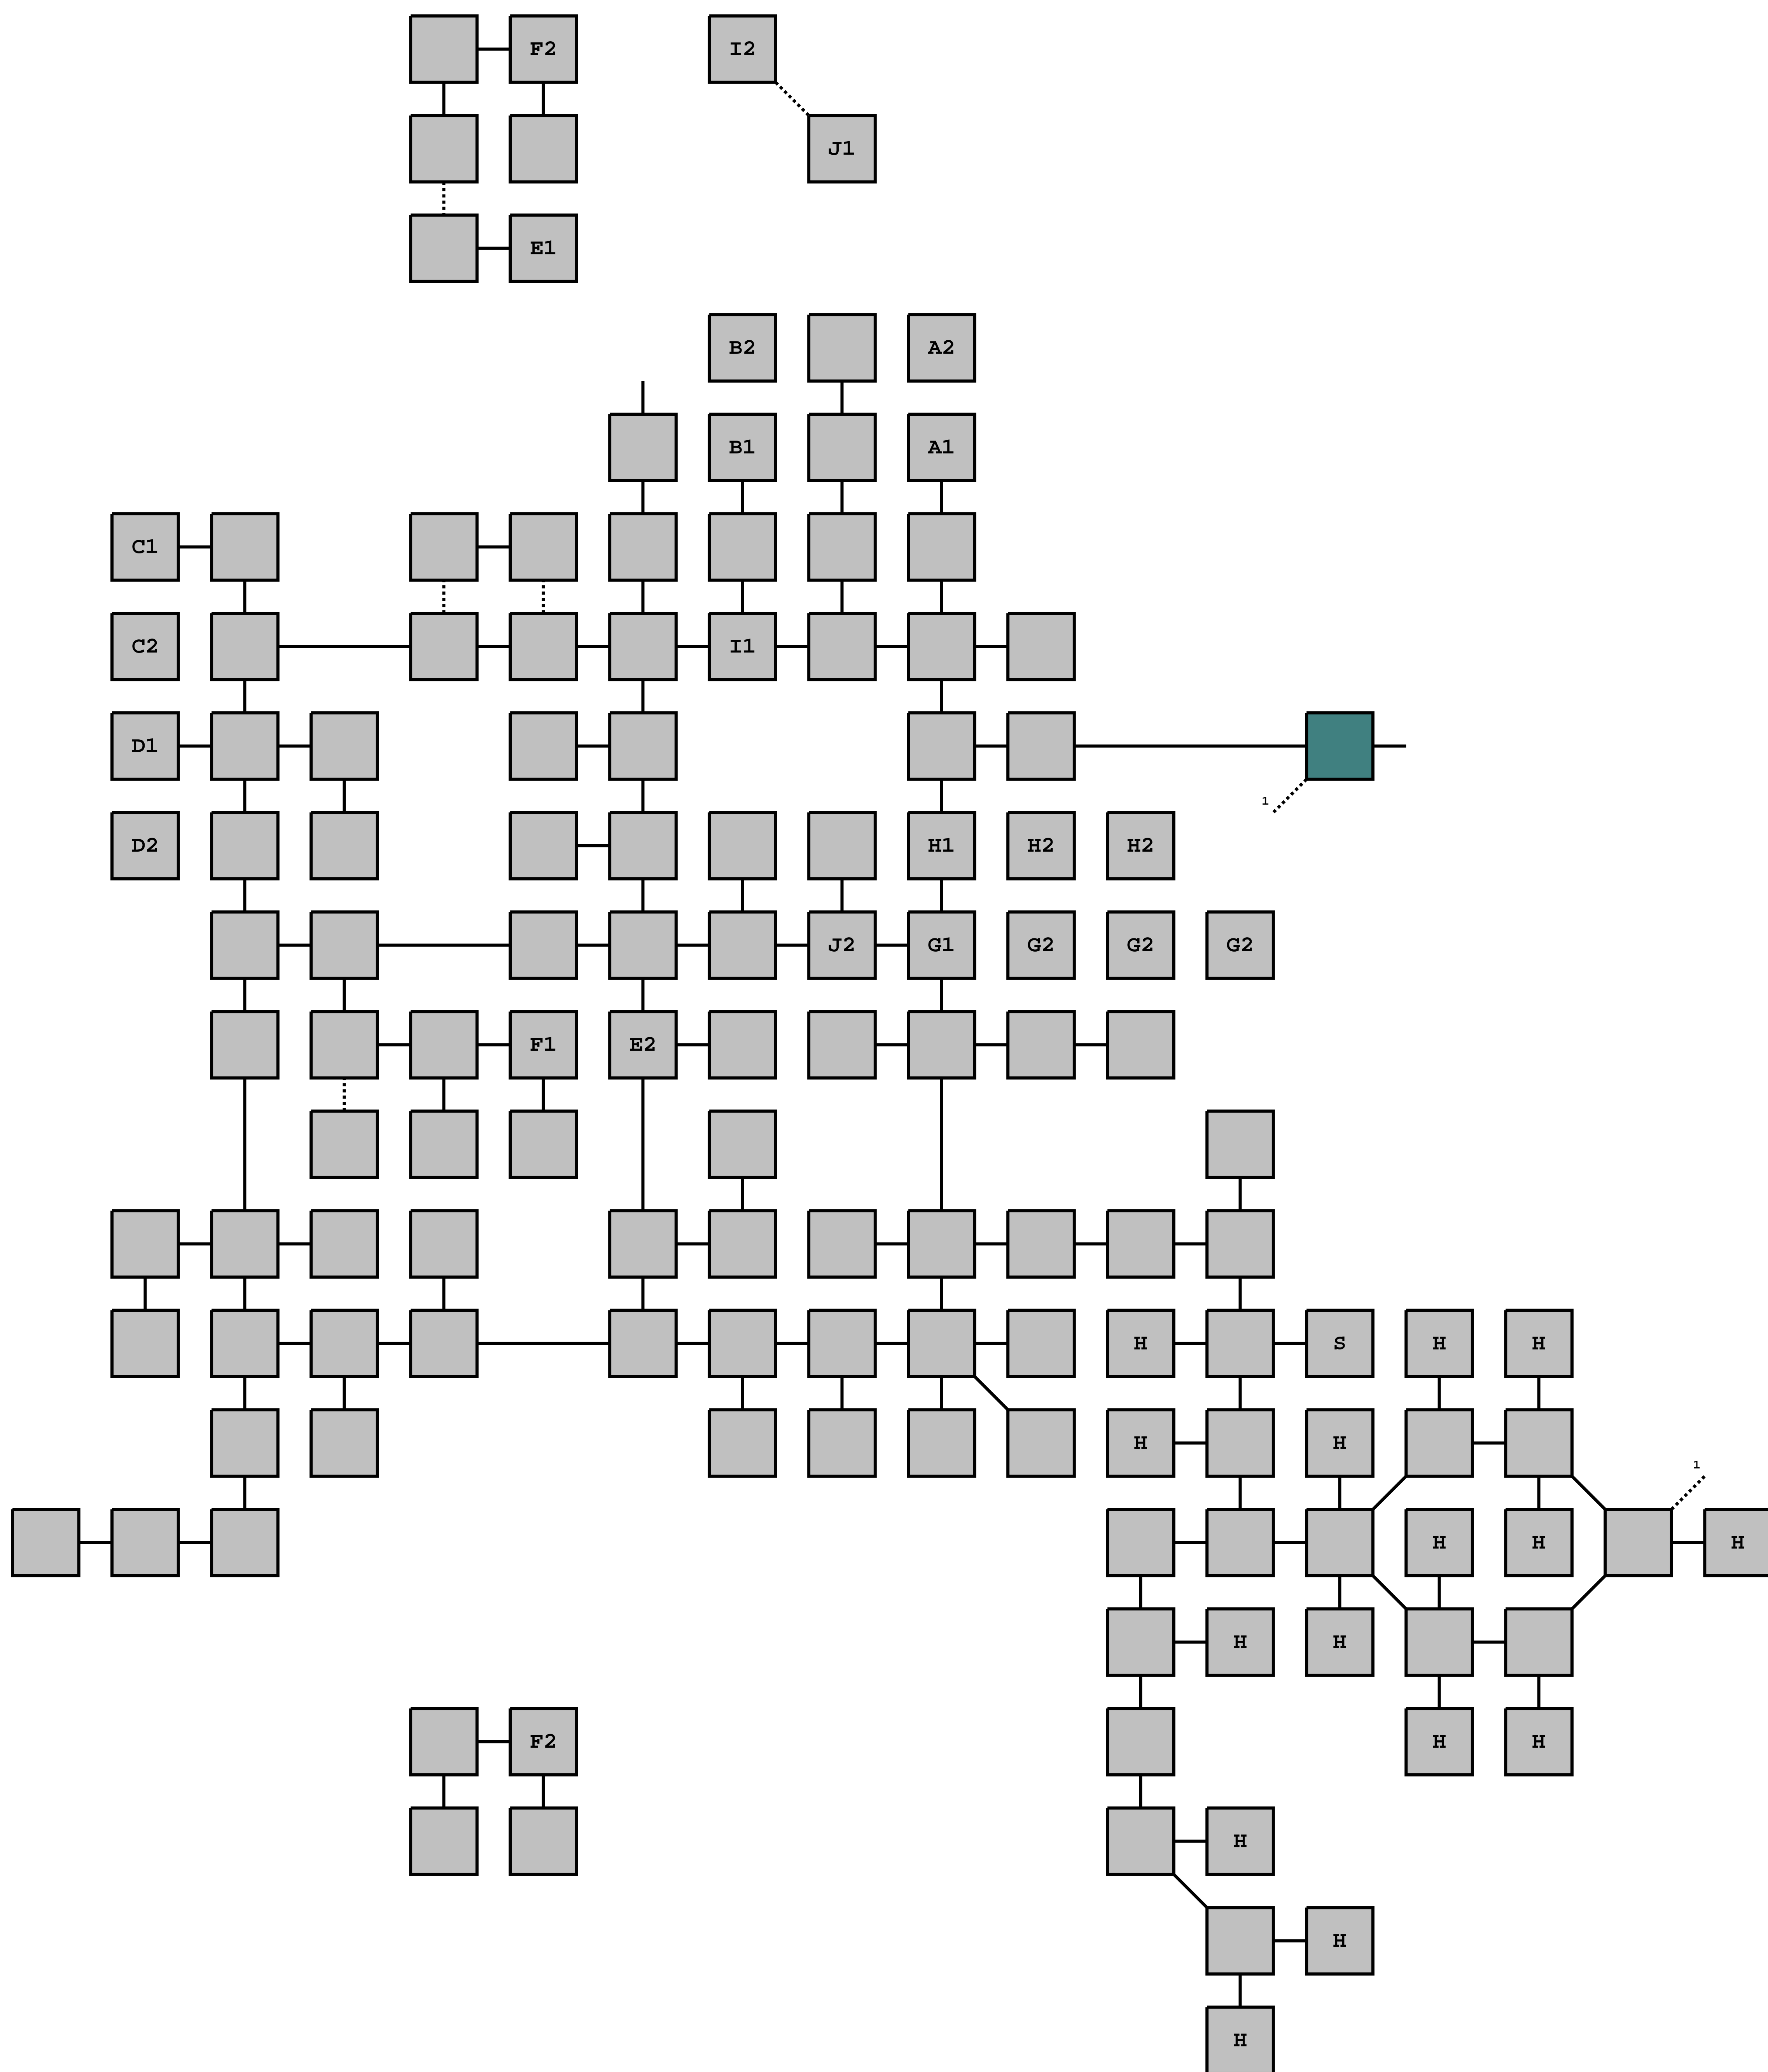 F2 I2
J1
E1
B2 A2
B1 A1
C1
C2 I1
D1
1
D2 H1 H2 H2
J2 G1 G2 G2 G2
F1 E2
H S H H
H H
1
H H H
H H
F2 H H
H
H
H